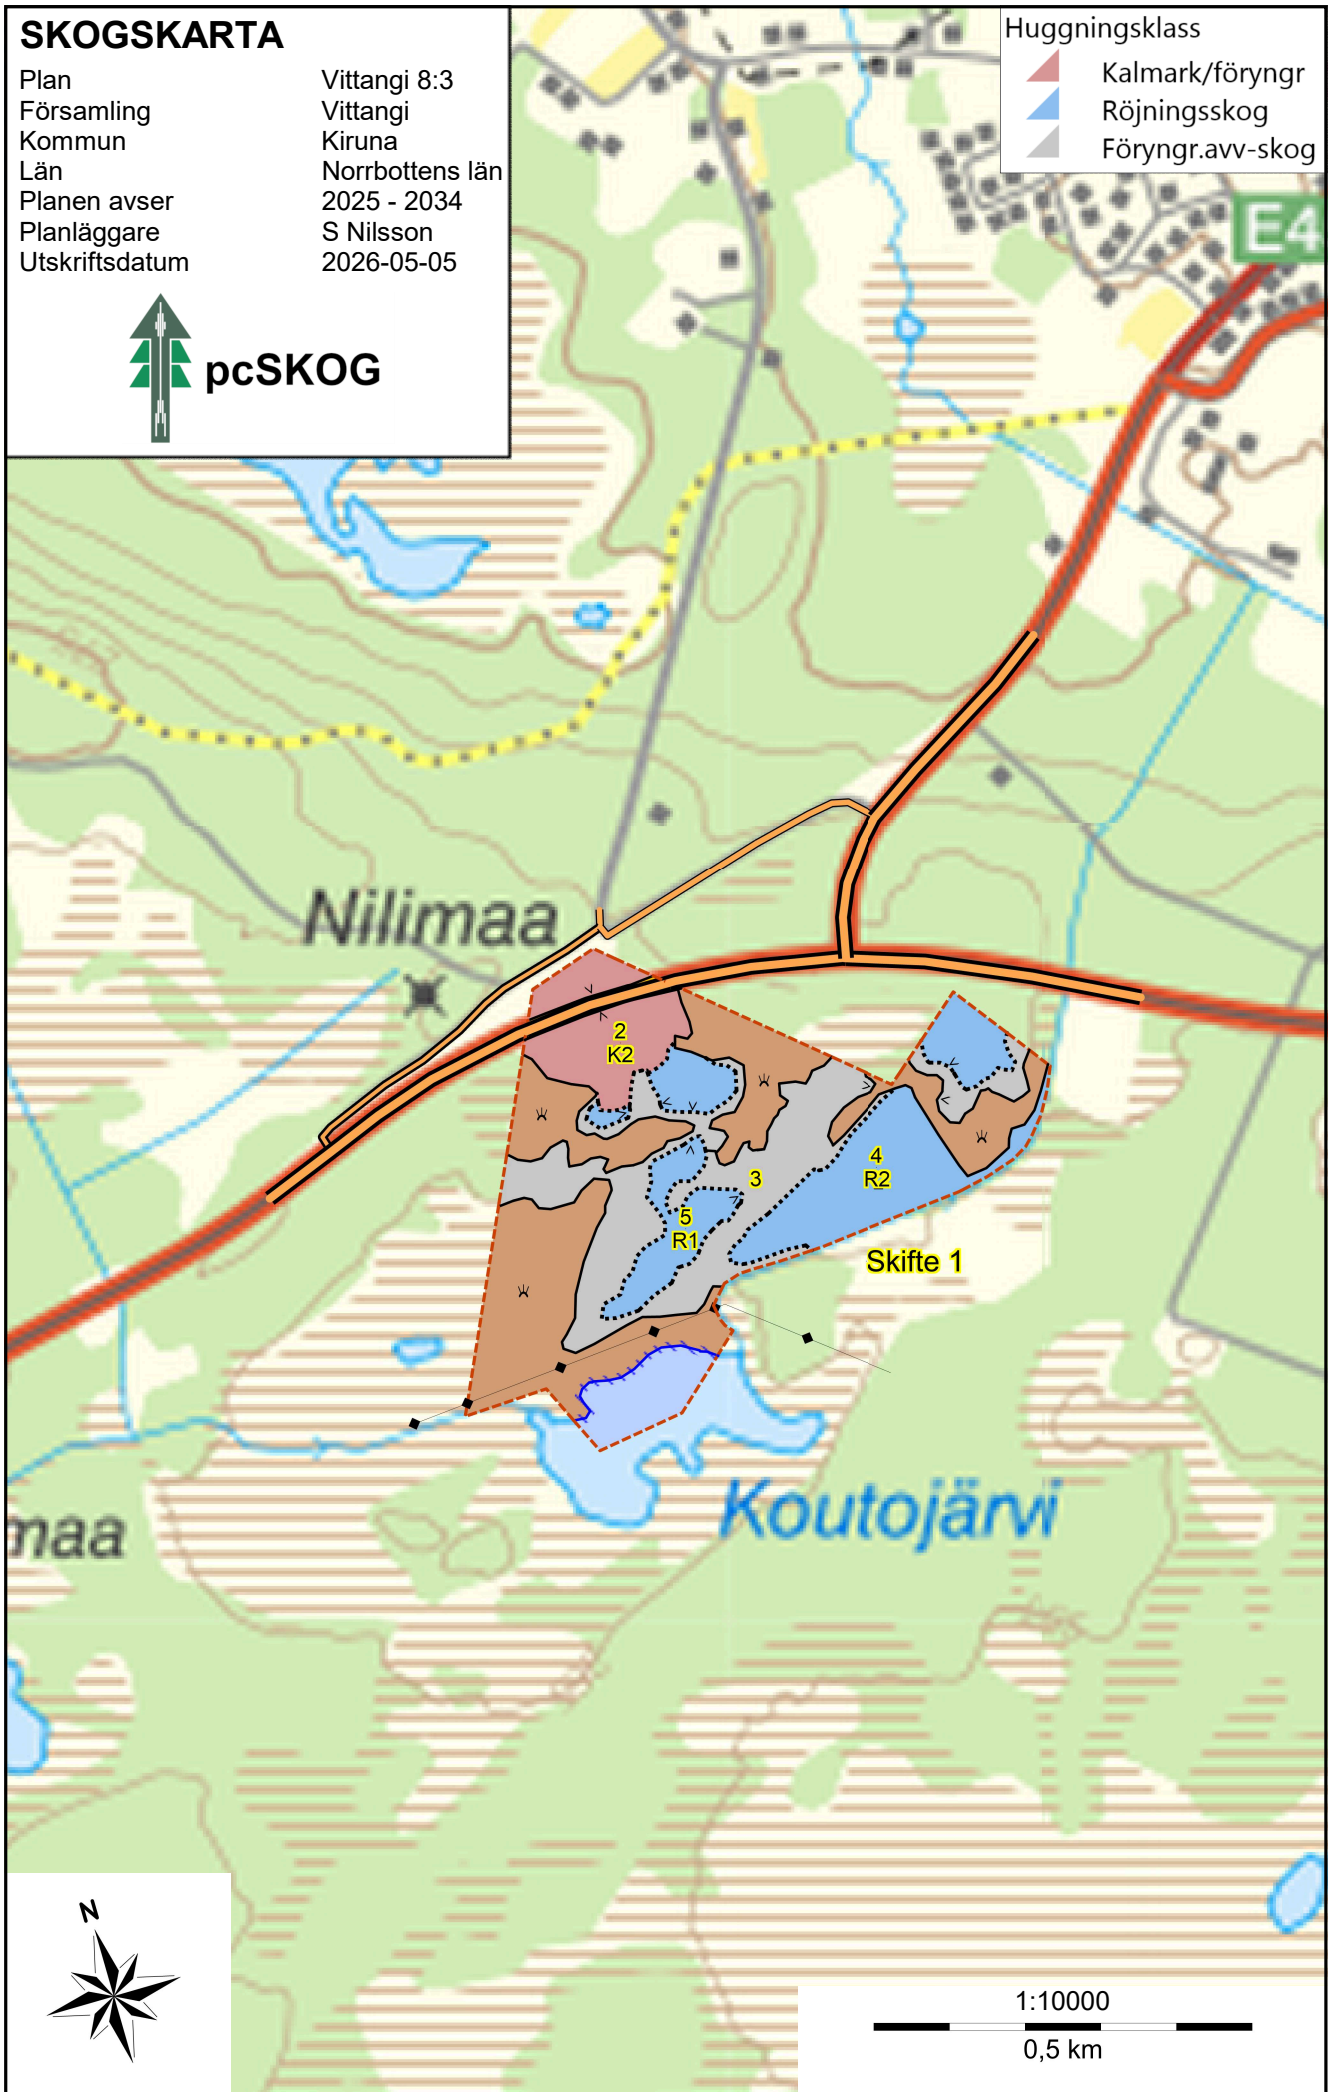 SKOGSKARTA
Plan Vittangi 8:3
Församling Vittangi
Kommun Kiruna
Län Norrbottens län
Planen avser 2025 - 2034
Planläggare S Nilsson
Utskriftsdatum 2026-05-05
pcSKOG
Huggningsklass
Kalmark/föryngr
Röjningsskog
Föryngr.avv-skog
E4
Nilimaa
2
K2
3
4
R2
5
R1
Skifte 1
Koutojärvi
maa
N
1:10000
0,5 km